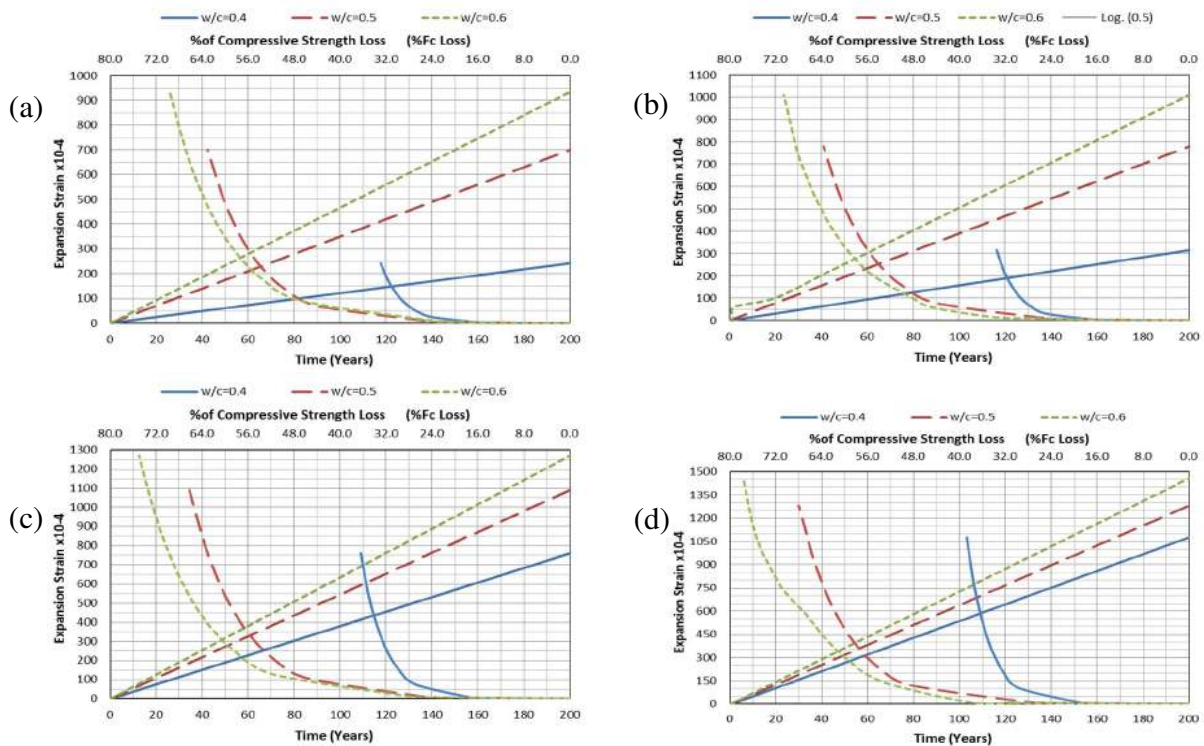 w/c=0.4 w/c=0.5 w/c=0.6
%of Compressive Strength Loss (%Fc Loss)
80.0 72.0 64.0 56.0 48.0 40.0 32.0 24.0 16.0 8.0 0.0
(a)
Expansion Strain x10-4
1000
900
800
700
600
500
400
300
200
100
0
0 20 40 60 80 100 120 140 160 180 200
Time (Years)
w/c=0.4 w/c=0.5 w/c=0.6 Log. (0.5)
%of Compressive Strength Loss (%Fc Loss)
80.0 72.0 64.0 56.0 48.0 40.0 32.0 24.0 16.0 8.0 0.0
(b)
Expansion Strain x10-4
1100
1000
900
800
700
600
500
400
300
200
100
0
0 20 40 60 80 100 120 140 160 180 200
Time (Years)
w/c=0.4 w/c=0.5 w/c=0.6
%of Compressive Strength Loss (%Fc Loss)
80.0 72.0 64.0 56.0 48.0 40.0 32.0 24.0 16.0 8.0 0.0
(c)
Expansion Strain x10-4
1300
1200
1100
1000
900
800
700
600
500
400
300
200
100
0
0 20 40 60 80 100 120 140 160 180 200
Time (Years)
w/c=0.4 w/c=0.5 w/c=0.6
%of Compressive Strength Loss (%Fc Loss)
80.0 72.0 64.0 56.0 48.0 40.0 32.0 24.0 16.0 8.0 0.0
(d)
Expansion Strain x10-4
1500
1350
1200
1050
900
750
600
450
300
150
0
0 20 40 60 80 100 120 140 160 180 200
Time (Years)